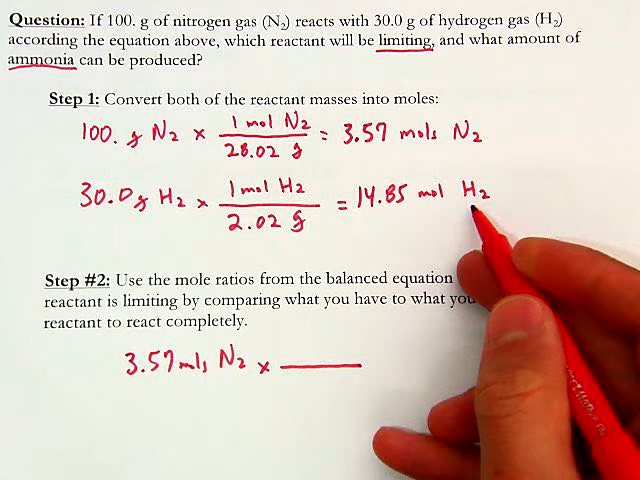 Question: If 100. g of nitrogen gas (N₂) reacts with 30.0 g of hydrogen gas (H₂)
according the equation above, which reactant will be limiting, and what amount of
ammonia can be produced?
Step 1: Convert both of the reactant masses into moles:
100. g N₂ × 1 mol N₂ / 28.02 g = 3.57 mols N₂
30.0g H₂ × 1 mol H₂ / 2.02 g = 14.85 mol H₂
Step #2: Use the mole ratios from the balanced equation
reactant is limiting by comparing what you have to what you
reactant to react completely.
3.57 mols N₂ ×